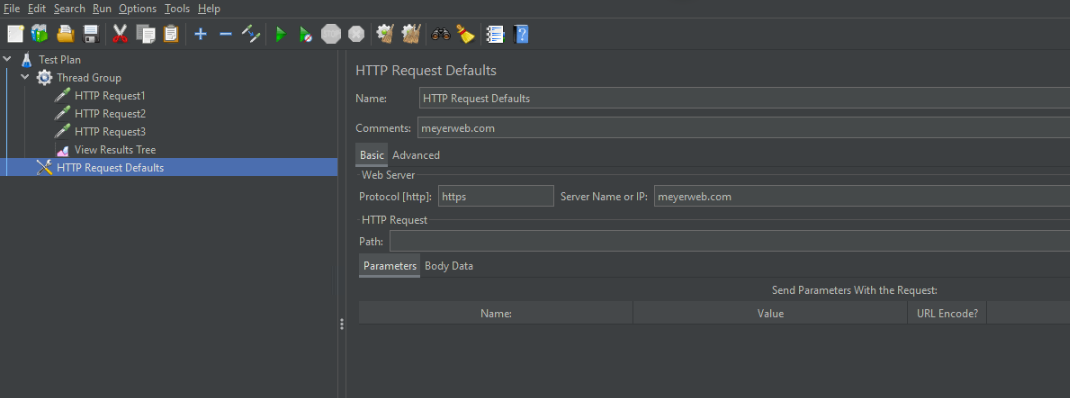 File Edit Search Run Options Tools Help
Test Plan
Thread Group
HTTP Request1
HTTP Request2
HTTP Request3
View Results Tree
HTTP Request Defaults
HTTP Request Defaults
Name: HTTP Request Defaults
Comments: meyerweb.com
Basic Advanced
Web Server
Protocol [http]: https Server Name or IP: meyerweb.com
HTTP Request
Path:
Parameters Body Data
Send Parameters With the Request:
Name: Value URL Encode?